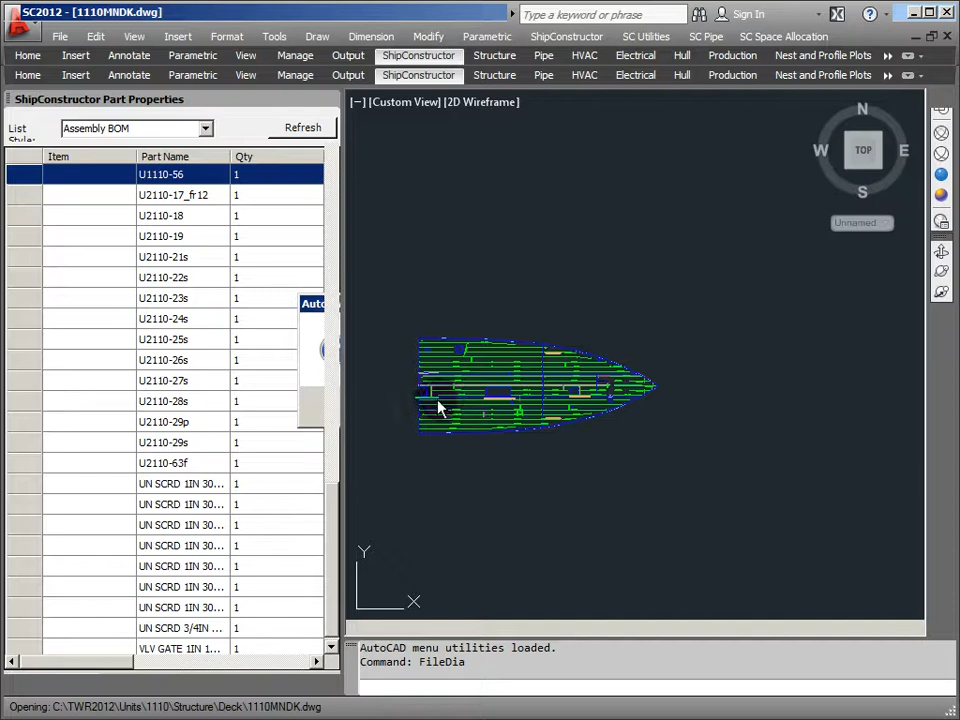 SC2012 - [1110MNDK.dwg]
Type a keyword or phrase
Sign In
File Edit View Insert Format Tools Draw Dimension Modify Parametric ShipConstructor SC Utilities SC Pipe SC Space Allocation
Home Insert Annotate Parametric View Manage Output ShipConstructor Structure Pipe HVAC Electrical Hull Production Nest and Profile Plots
Home Insert Annotate Parametric View Manage Output ShipConstructor Structure Pipe HVAC Electrical Hull Production Nest and Profile Plots
ShipConstructor Part Properties
[−] [Custom View] [2D Wireframe]
List
Assembly BOM
Refresh
Item Part Name Qty
U1110-56 1
U2110-17_fr12 1
U2110-18 1
U2110-19 1
U2110-21s 1
U2110-22s 1
U2110-23s 1
U2110-24s 1
U2110-25s 1
U2110-26s 1
U2110-27s 1
U2110-28s 1
U2110-29p 1
U2110-29s 1
U2110-63f 1
UN SCRD 1IN 30... 1
UN SCRD 1IN 30... 1
UN SCRD 1IN 30... 1
UN SCRD 1IN 30... 1
UN SCRD 1IN 30... 1
UN SCRD 1IN 30... 1
UN SCRD 1IN 30... 1
UN SCRD 3/4IN ... 1
VLV GATE 1IN 1... 1
Auto
N
W TOP E
S
Unnamed
Y
X
AutoCAD menu utilities loaded.
Command: FileDia
Opening: C:\TWR2012\Units\1110\Structure\Deck\1110MNDK.dwg